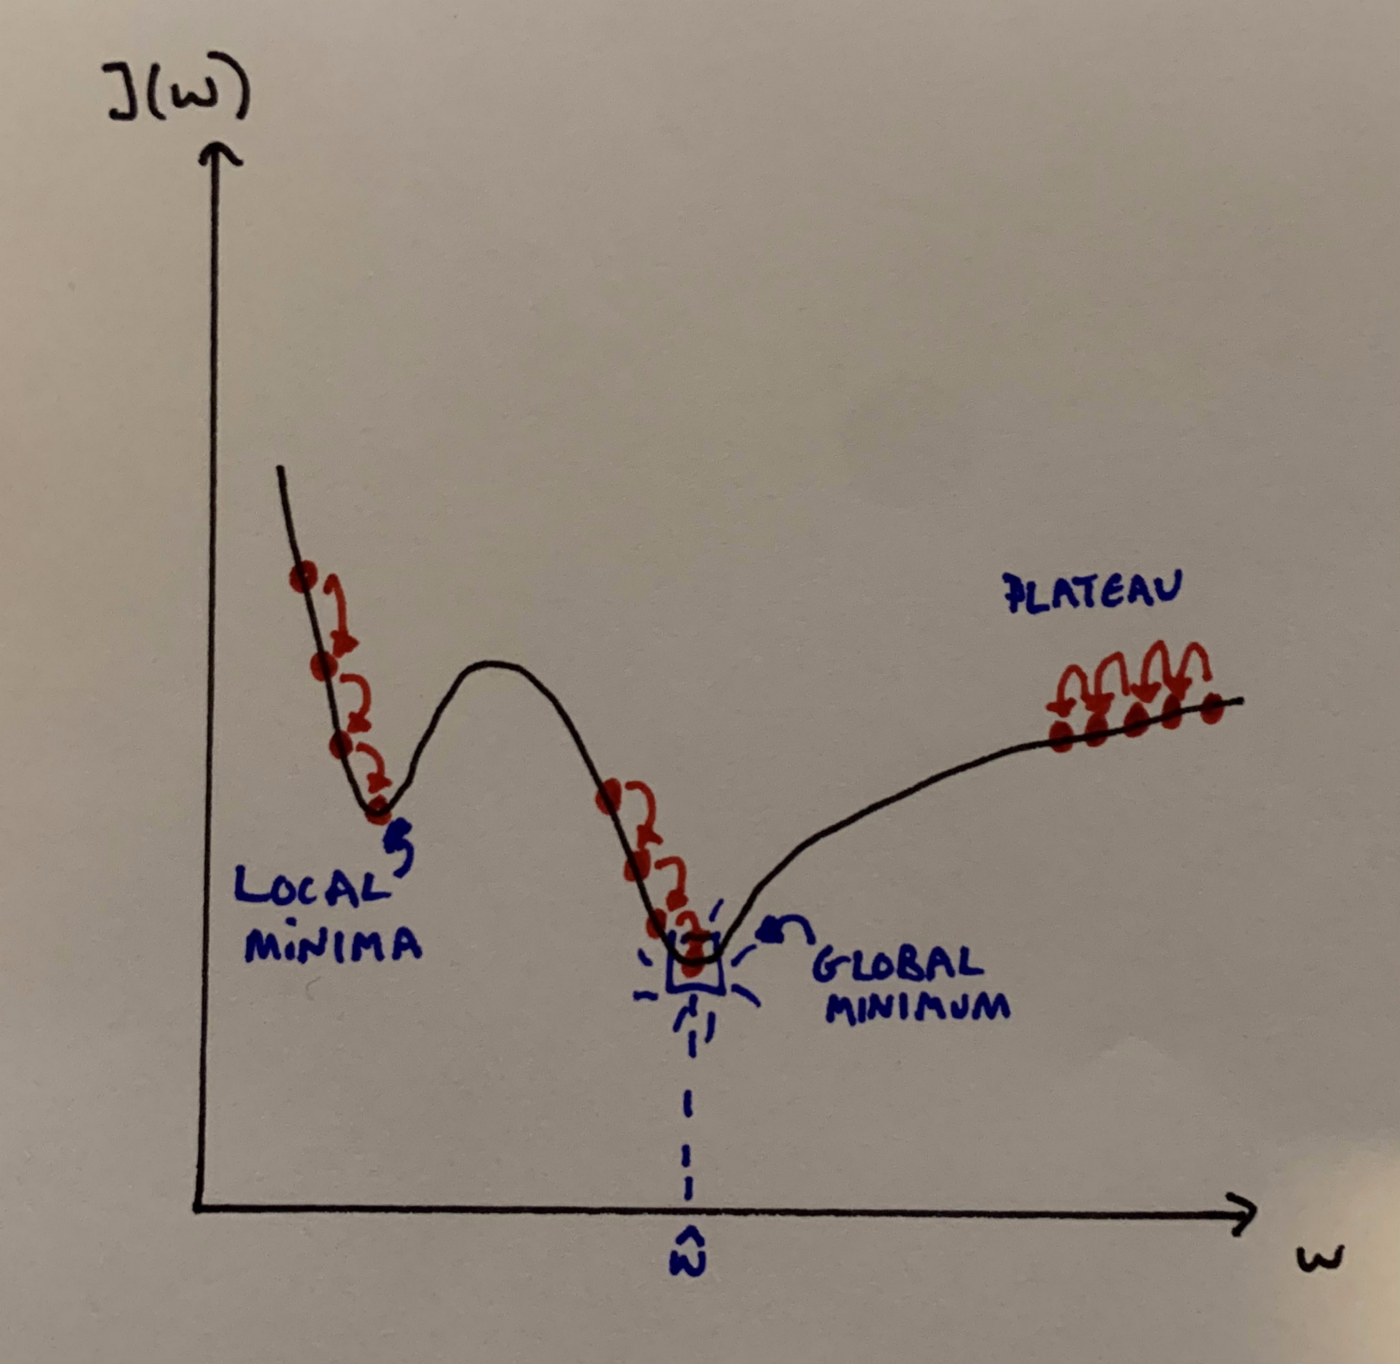 J(w)
PLATEAU
LOCAL
MINIMA
GLOBAL
MINIMUM
ŵ
w